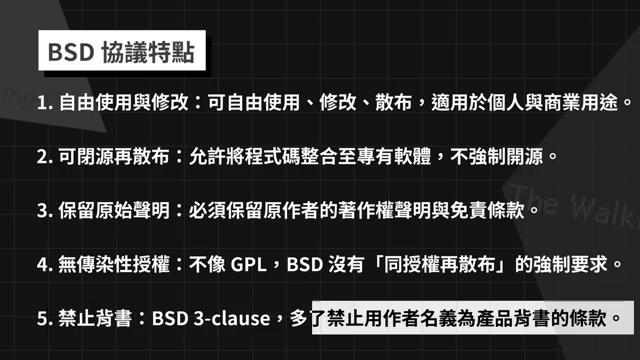 BSD 協議特點
1. 自由使用與修改：可自由使用、修改、散布，適用於個人與商業用途。
2. 可閉源再散布：允許將程式碼整合至專有軟體，不強制開源。
3. 保留原始聲明：必須保留原作者的著作權聲明與免責條款。
The Walk
4. 無傳染性授權：不像 GPL，BSD 沒有「同授權再散布」的強制要求。
5. 禁止背書：BSD 3-clause，多了禁止用作者名義為產品背書的條款。